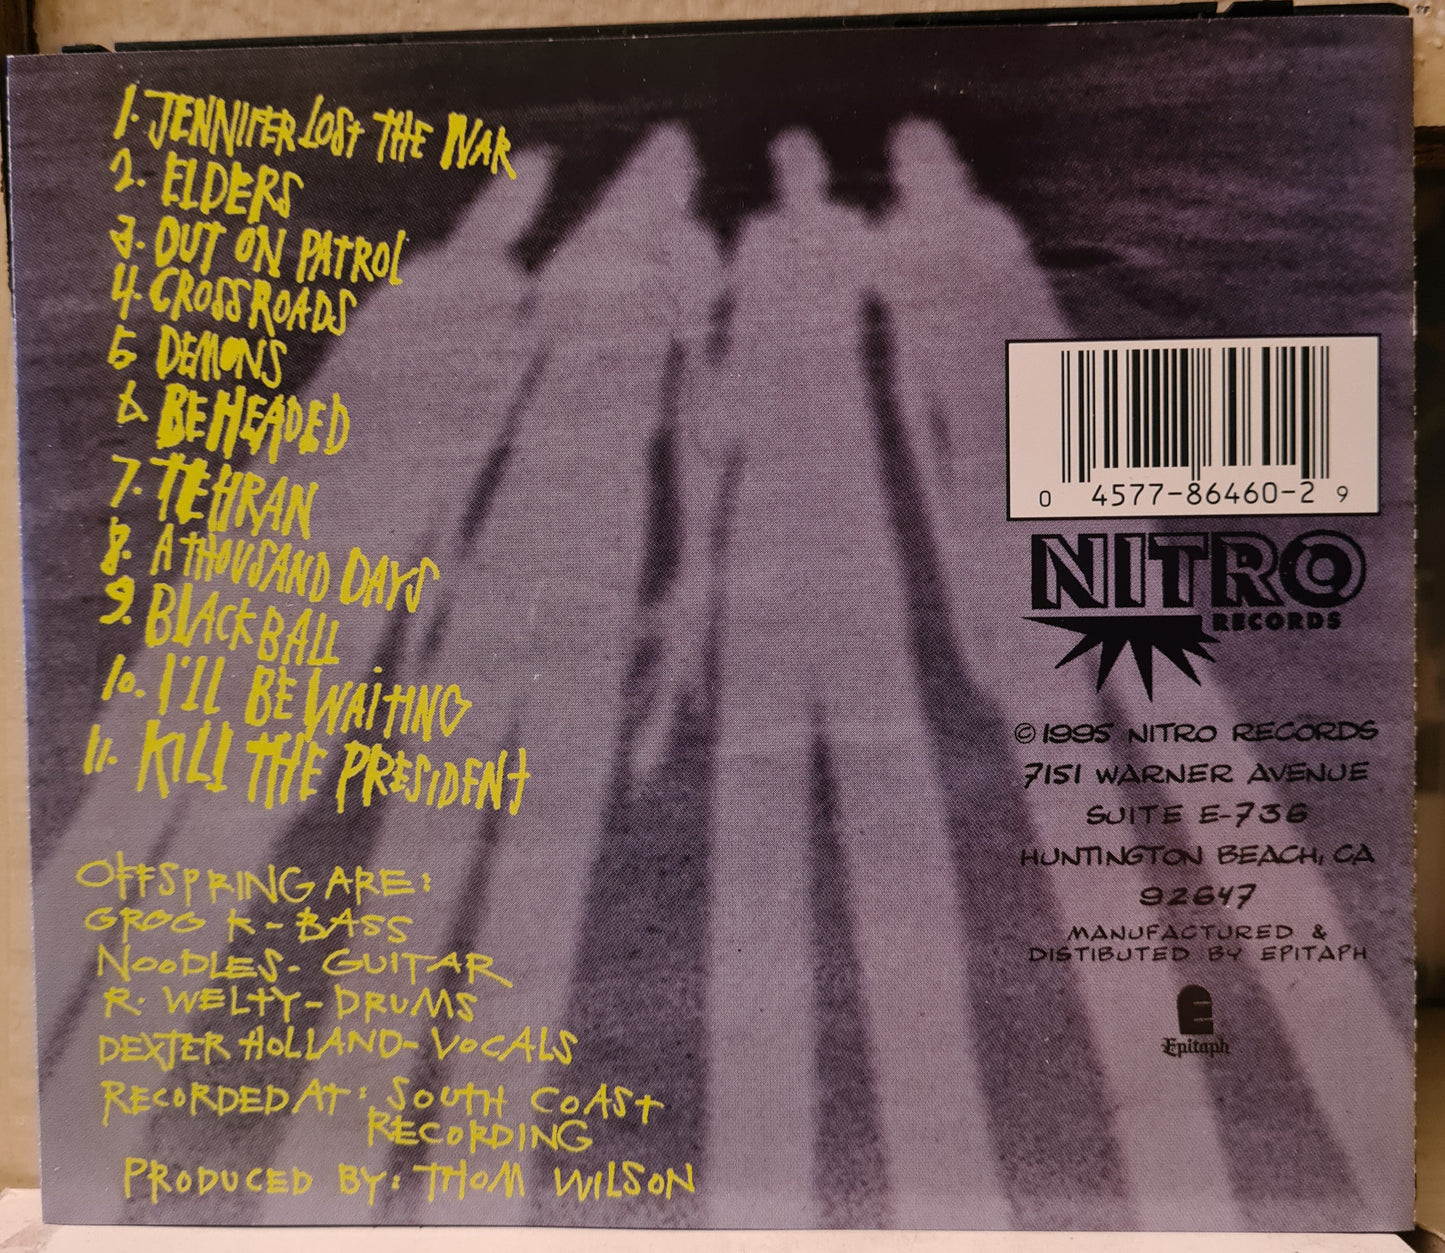 1. JENNIFER LOST THE WAR
2. ELDERS
3. OUT ON PATROL
4. CROSSROADS
5 DEMONS
6. BEHEADED
7. TEHRAN
8. A THOUSAND DAYS
9. BLACKBALL
10. I'LL BE WAITING
11. KILL THE PRESIDENT
OFFSPRING ARE:
GREG K - BASS
NOODLES - GUITAR
R. WELTY - DRUMS
DEXTER HOLLAND - VOCALS
RECORDED AT: SOUTH COAST
RECORDING
PRODUCED BY: THOM WILSON
0 4577-86460-2 9
NITRO
RECORDS
© 1995 NITRO RECORDS
7151 WARNER AVENUE
SUITE E-736
HUNTINGTON BEACH, CA
92647
MANUFACTURED &
DISTIBUTED BY EPITAPH
E
Epitaph